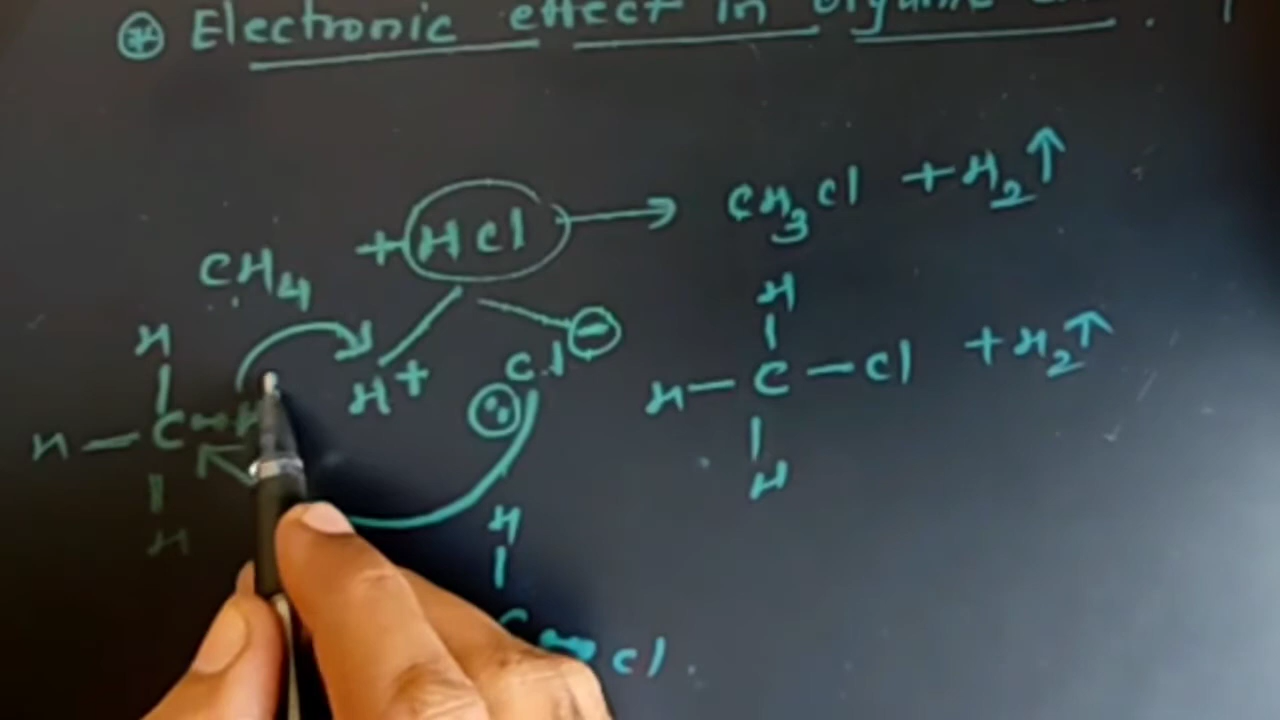 ⊛ Electronic effect in
CH₄ + HCl → CH₃Cl + H₂↑
H⁺ Cl⊖
H
H – C – H
H
H
H – C – Cl + H₂↑
H
H
C Cl